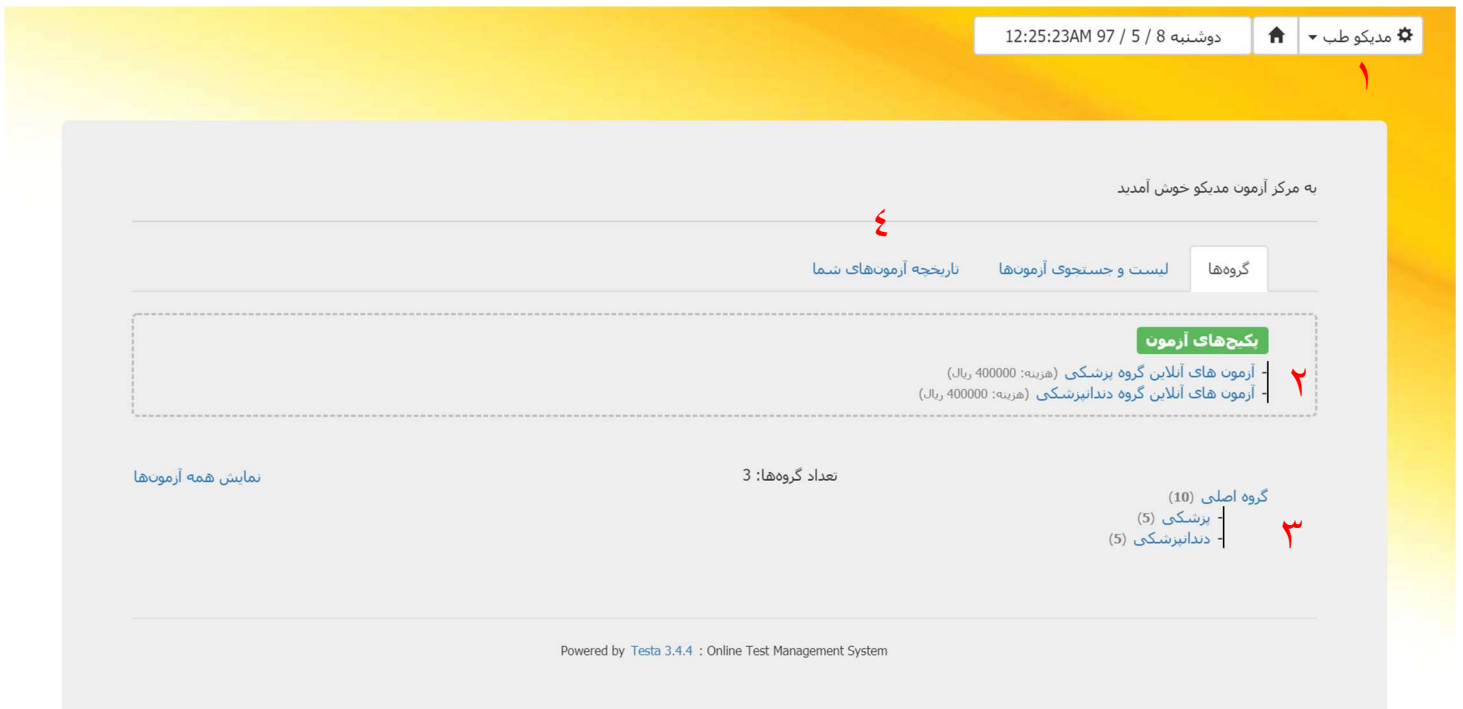 مدیکو طب
دوشنبه 8 / 5 / 97 12:25:23AM
۱
به مرکز آزمون مدیکو خوش آمدید
٤
گروه‌ها
لیست و جستجوی آزمون‌ها
تاریخچه آزمون‌های شما
پکیج‌های آزمون
- آزمون های آنلاین گروه پزشکی (هزینه: 400000 ریال)
- آزمون های آنلاین گروه دندانپزشکی (هزینه: 400000 ریال)
۲
تعداد گروه‌ها: 3
نمایش همه آزمون‌ها
گروه اصلی (10)
- پزشکی (5)
- دندانپزشکی (5)
۳
Powered by Testa 3.4.4 : Online Test Management System